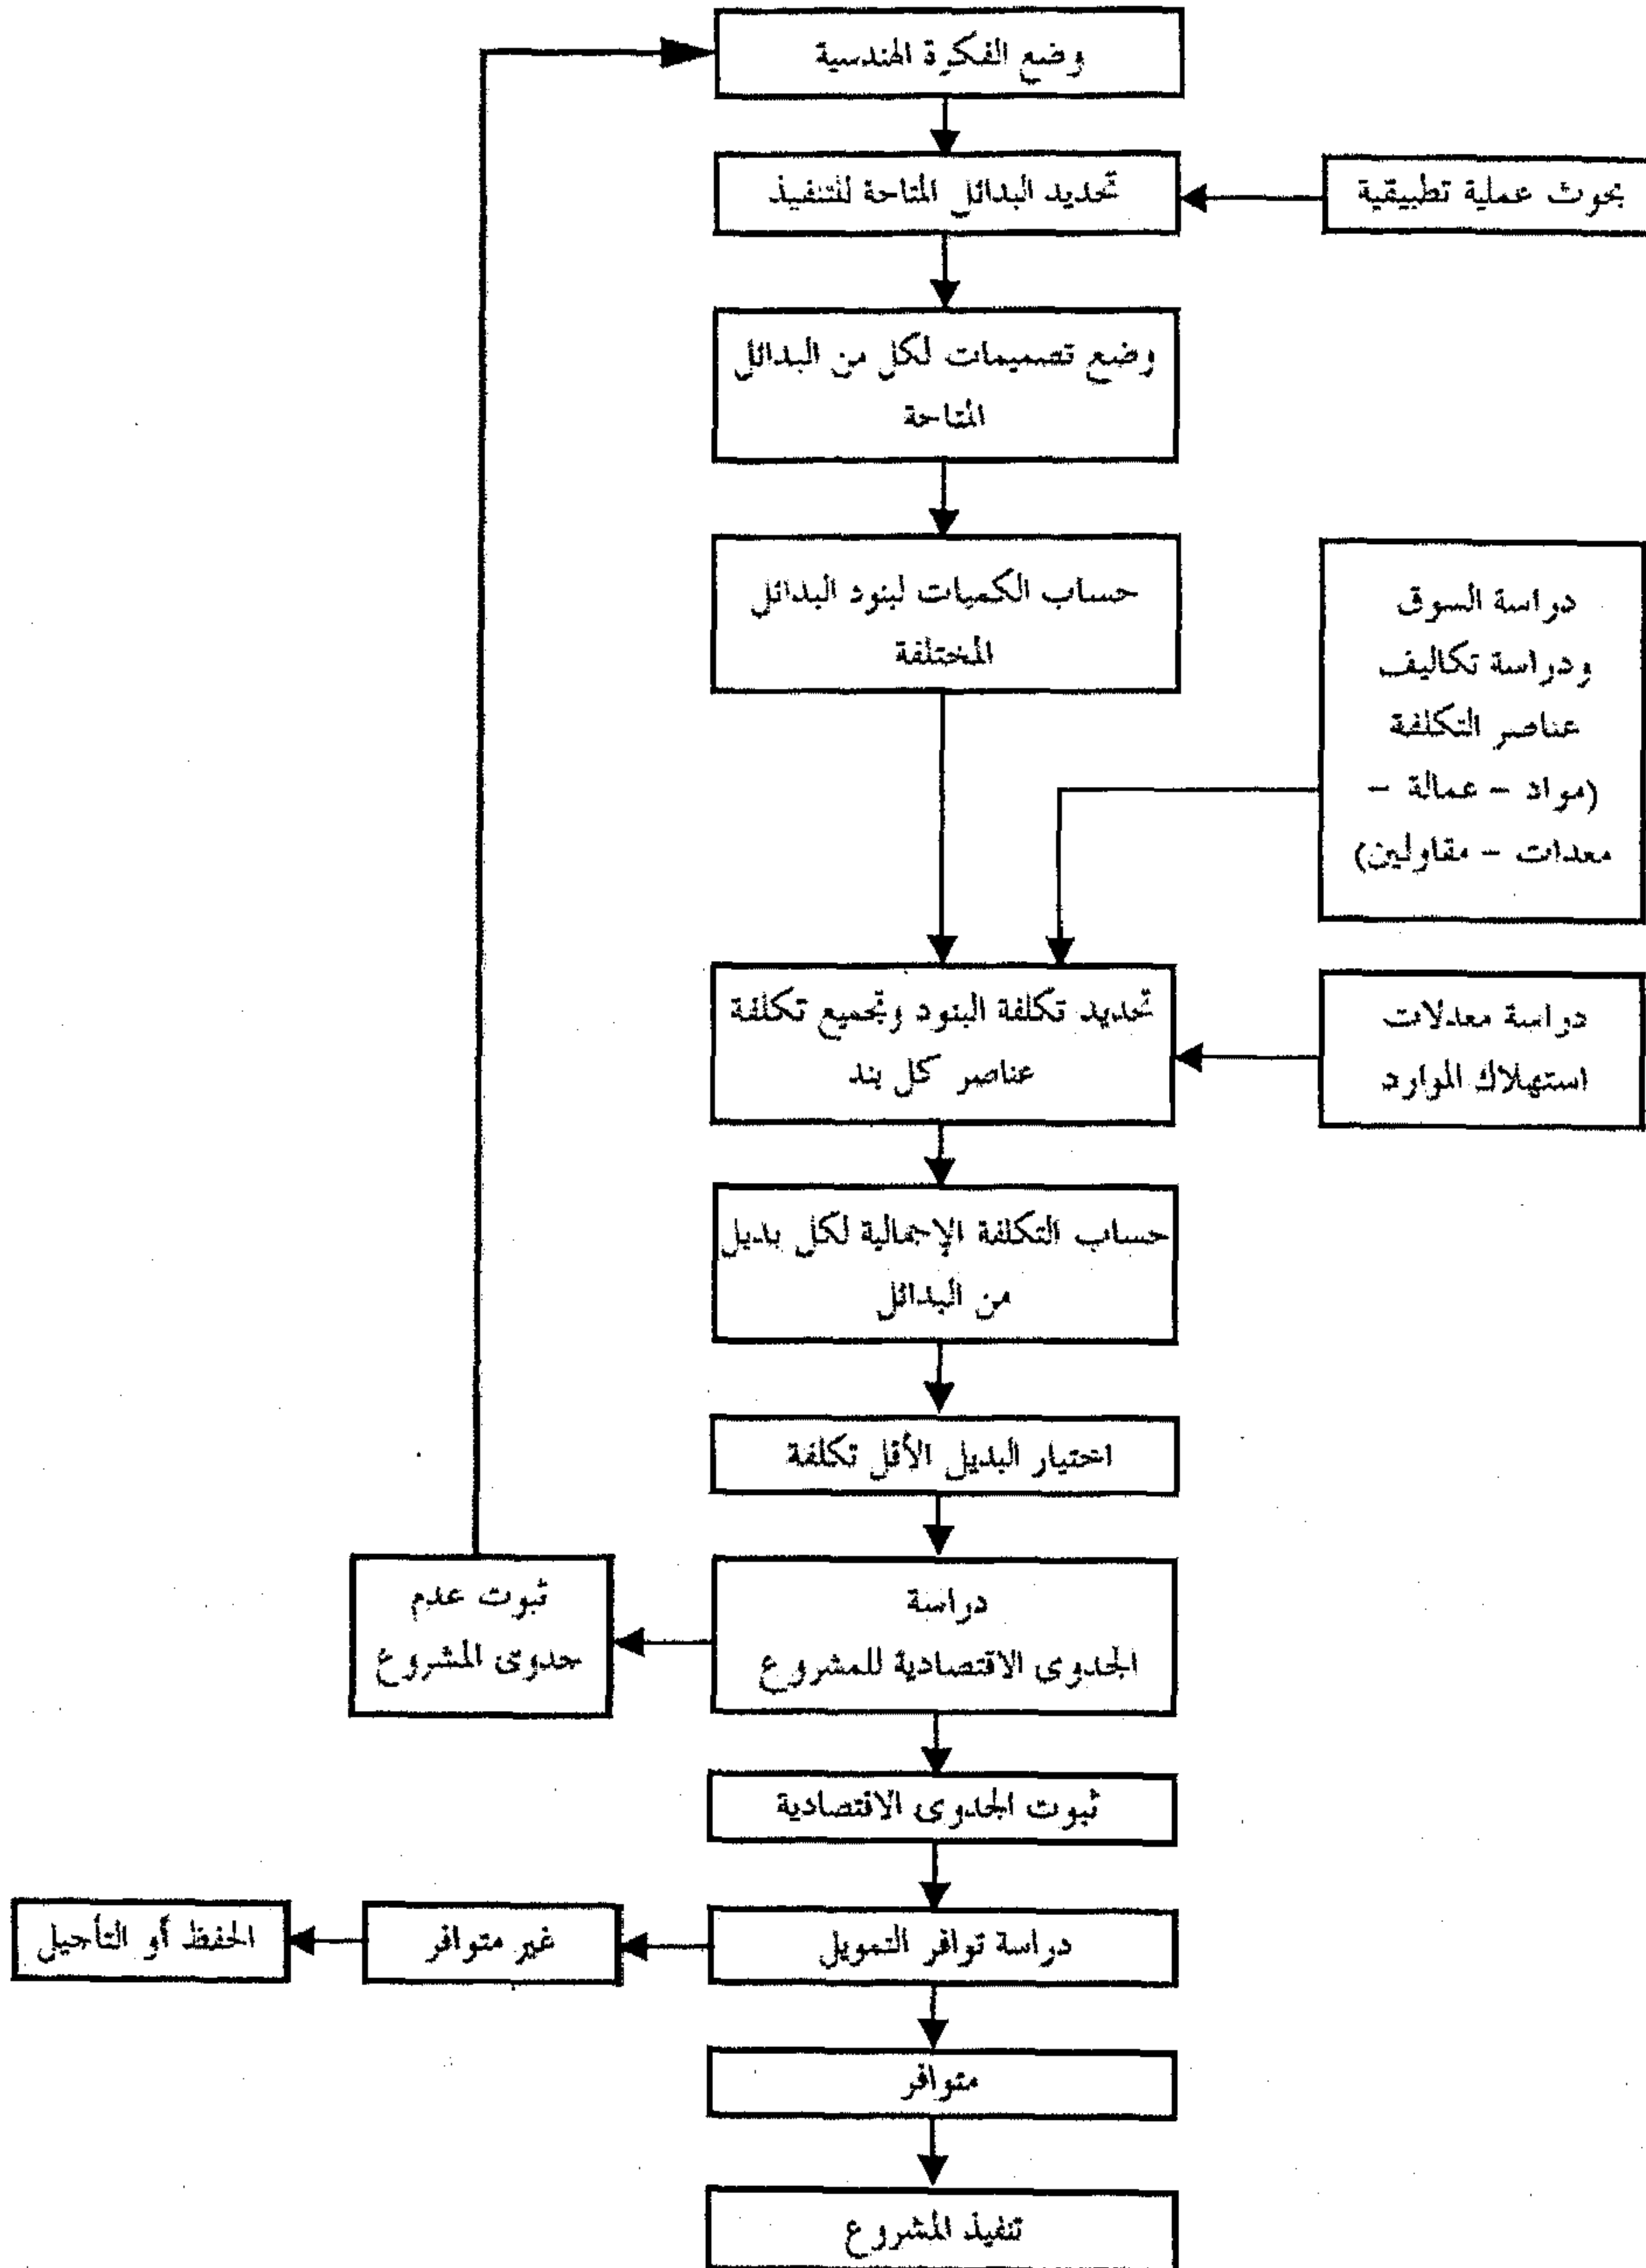 وضع الفكرة الهندسية
تحديد البدائل المتاحة للتنفيذ
بحوث عملية تطبيقية
وضع تصميمات لكل من البدائل
المتاحة
حساب الكميات لبنود البدائل
المختلفة
دراسة السوق
ودراسة تكاليف
عناصر التكلفة
(مواد – عمالة –
معدات – مقاولين)
تحديد تكلفة البنود وتجميع تكلفة
عناصر كل بند
دراسة معدلات
استهلاك الموارد
حساب التكلفة الإجمالية لكل بديل
من البدائل
اختيار البديل الأقل تكلفة
دراسة
الجدوى الاقتصادية للمشروع
ثبوت عدم
جدوى المشروع
ثبوت الجدوى الاقتصادية
دراسة توافر التمويل
غير متوافر
الحفظ أو التأجيل
متوافر
تنفيذ المشروع